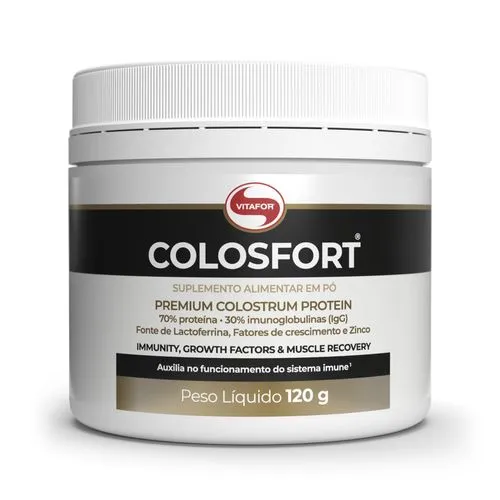 VITAFOR®
COLOSFORT®
SUPLEMENTO ALIMENTAR EM PÓ
PREMIUM COLOSTRUM PROTEIN
70% proteína • 30% imunoglobulinas (IgG)
Fonte de Lactoferrina, Fatores de crescimento e Zinco
IMMUNITY, GROWTH FACTORS & MUSCLE RECOVERY
Auxilia no funcionamento do sistema imune¹
Peso Líquido 120 g